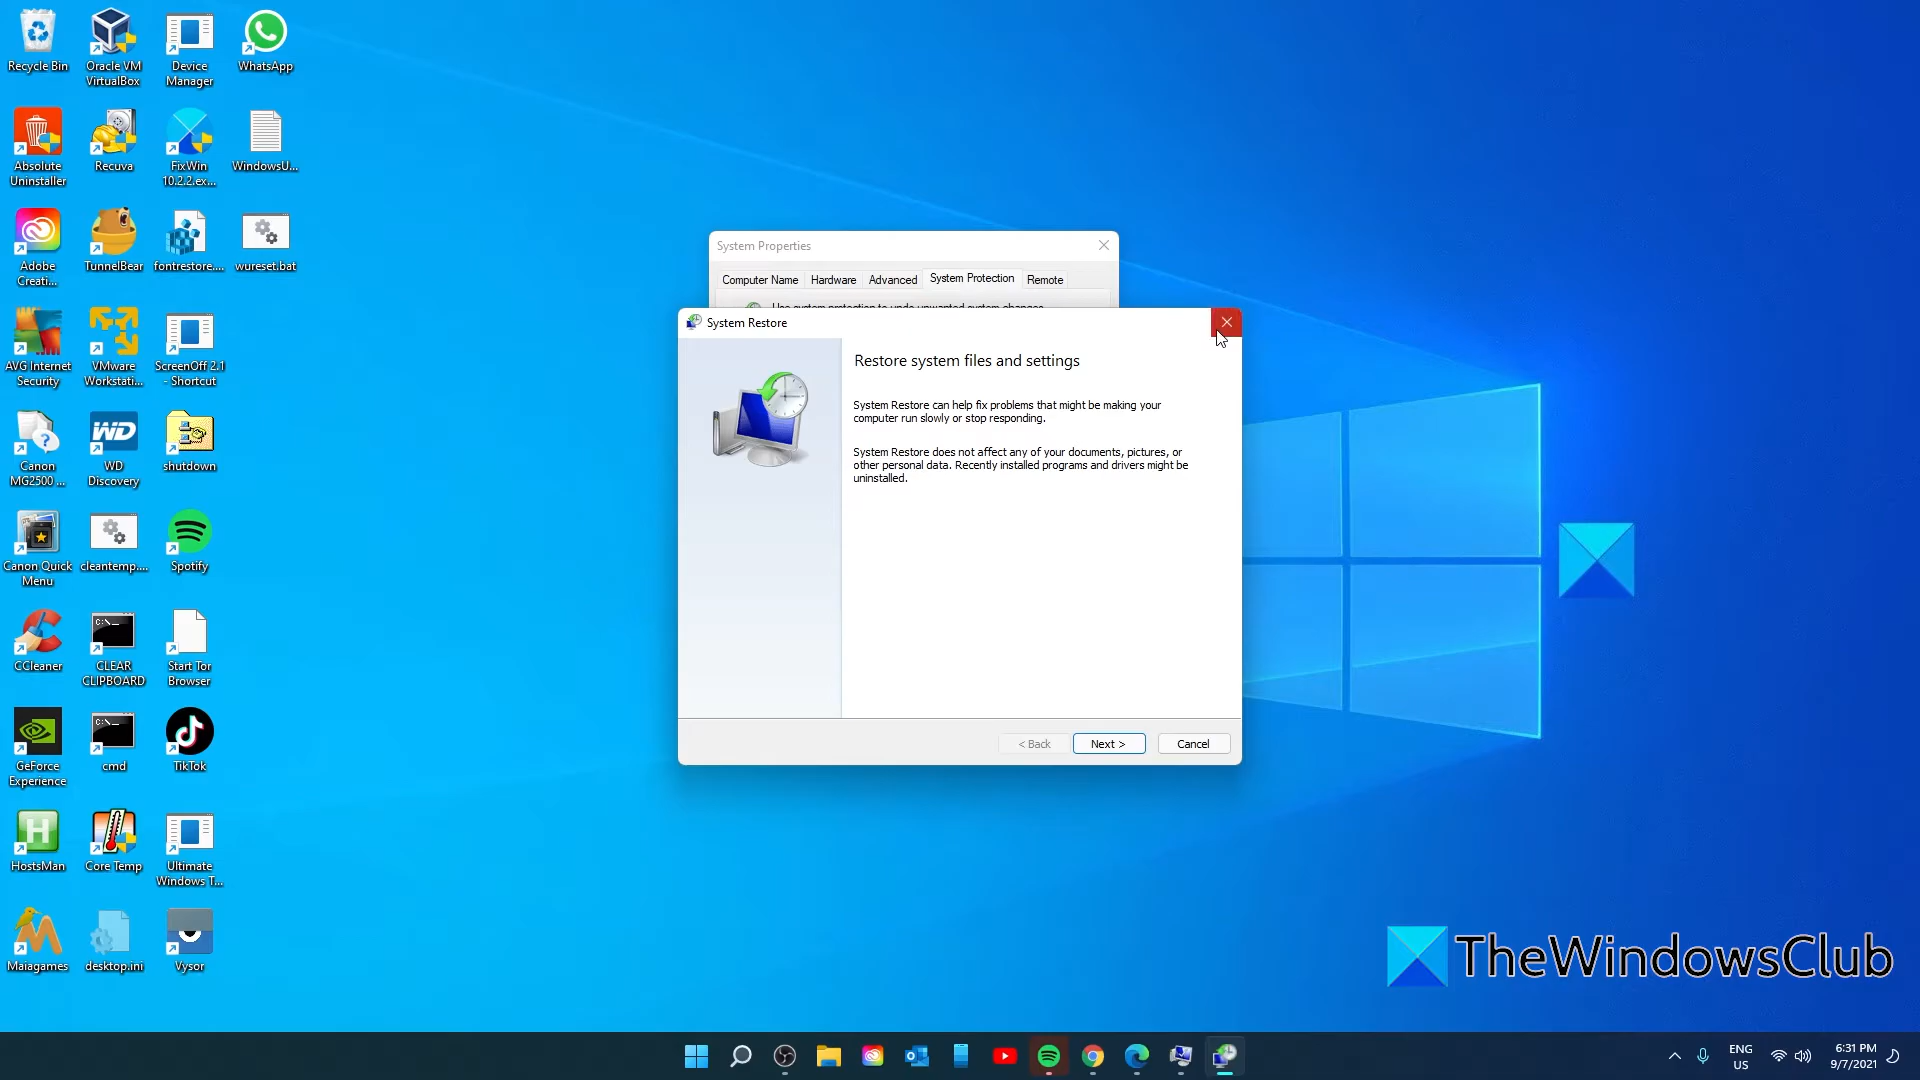 Recycle Bin
Oracle VM
VirtualBox
Device
Manager
WhatsApp
Absolute
Uninstaller
Recuva
FixWin
10.2.2.ex...
WindowsU...
Adobe
Creati...
TunnelBear
fontrestore....
wureset.bat
AVG Internet
Security
VMware
Workstati...
ScreenOff 2.1
- Shortcut
Canon
MG2500 ...
WD
WD
Discovery
shutdown
Canon Quick
Menu
cleantemp....
Spotify
CCleaner
C:\_
CLEAR
CLIPBOARD
Start Tor
Browser
GeForce
Experience
C:\_
cmd
TikTok
H
HostsMan
Core Temp
Ultimate
Windows T...
Maiagames
desktop.ini
Vysor
System Properties
Computer Name
Hardware
Advanced
System Protection
Remote
Use system protection to undo unwanted system changes.
System Restore
Restore system files and settings
System Restore can help fix problems that might be making your
computer run slowly or stop responding.
System Restore does not affect any of your documents, pictures, or
other personal data. Recently installed programs and drivers might be
uninstalled.
< Back
Next >
Cancel
TheWindowsClub
ENG
US
6:31 PM
9/7/2021